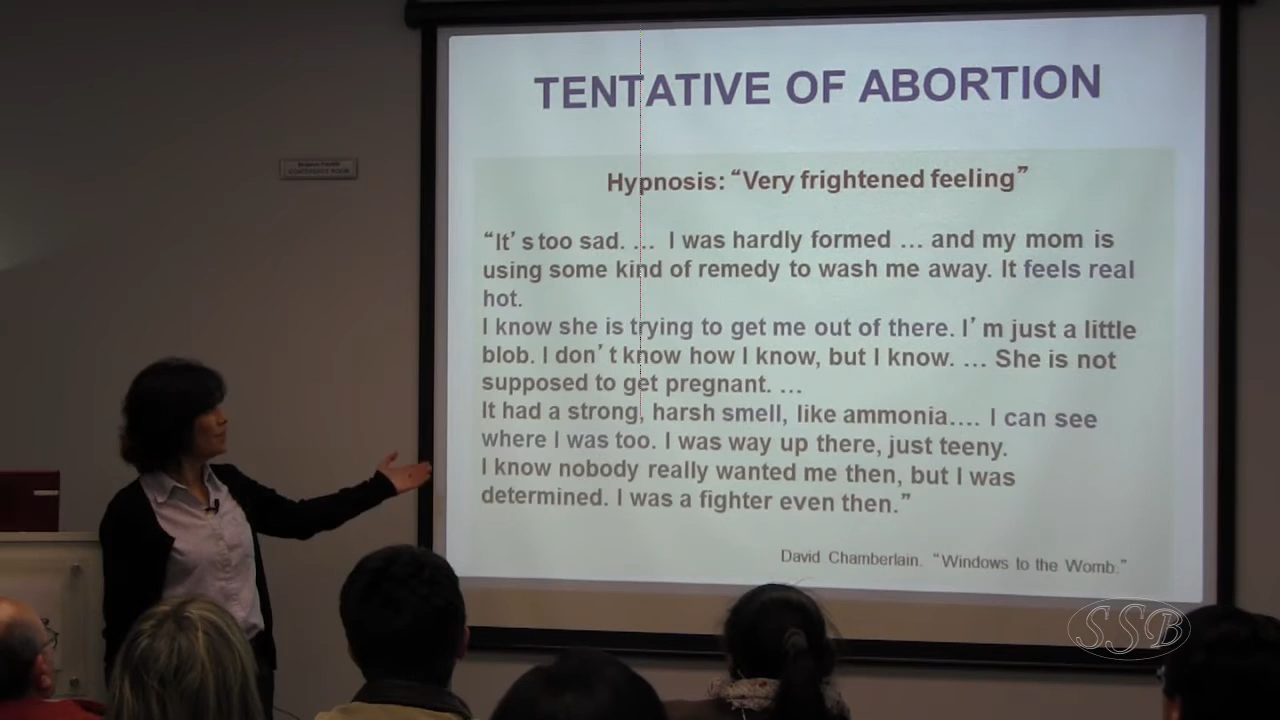 TENTATIVE OF ABORTION
Hypnosis: “Very frightened feeling”
“It’s too sad. … I was hardly formed … and my mom is
using some kind of remedy to wash me away. It feels real
hot.
I know she is trying to get me out of there. I’m just a little
blob. I don’t know how I know, but I know. … She is not
supposed to get pregnant. …
It had a strong, harsh smell, like ammonia…. I can see
where I was too. I was way up there, just teeny.
I know nobody really wanted me then, but I was
determined. I was a fighter even then.”
David Chamberlain. “Windows to the Womb.”
CONFERENCE ROOM
SSB